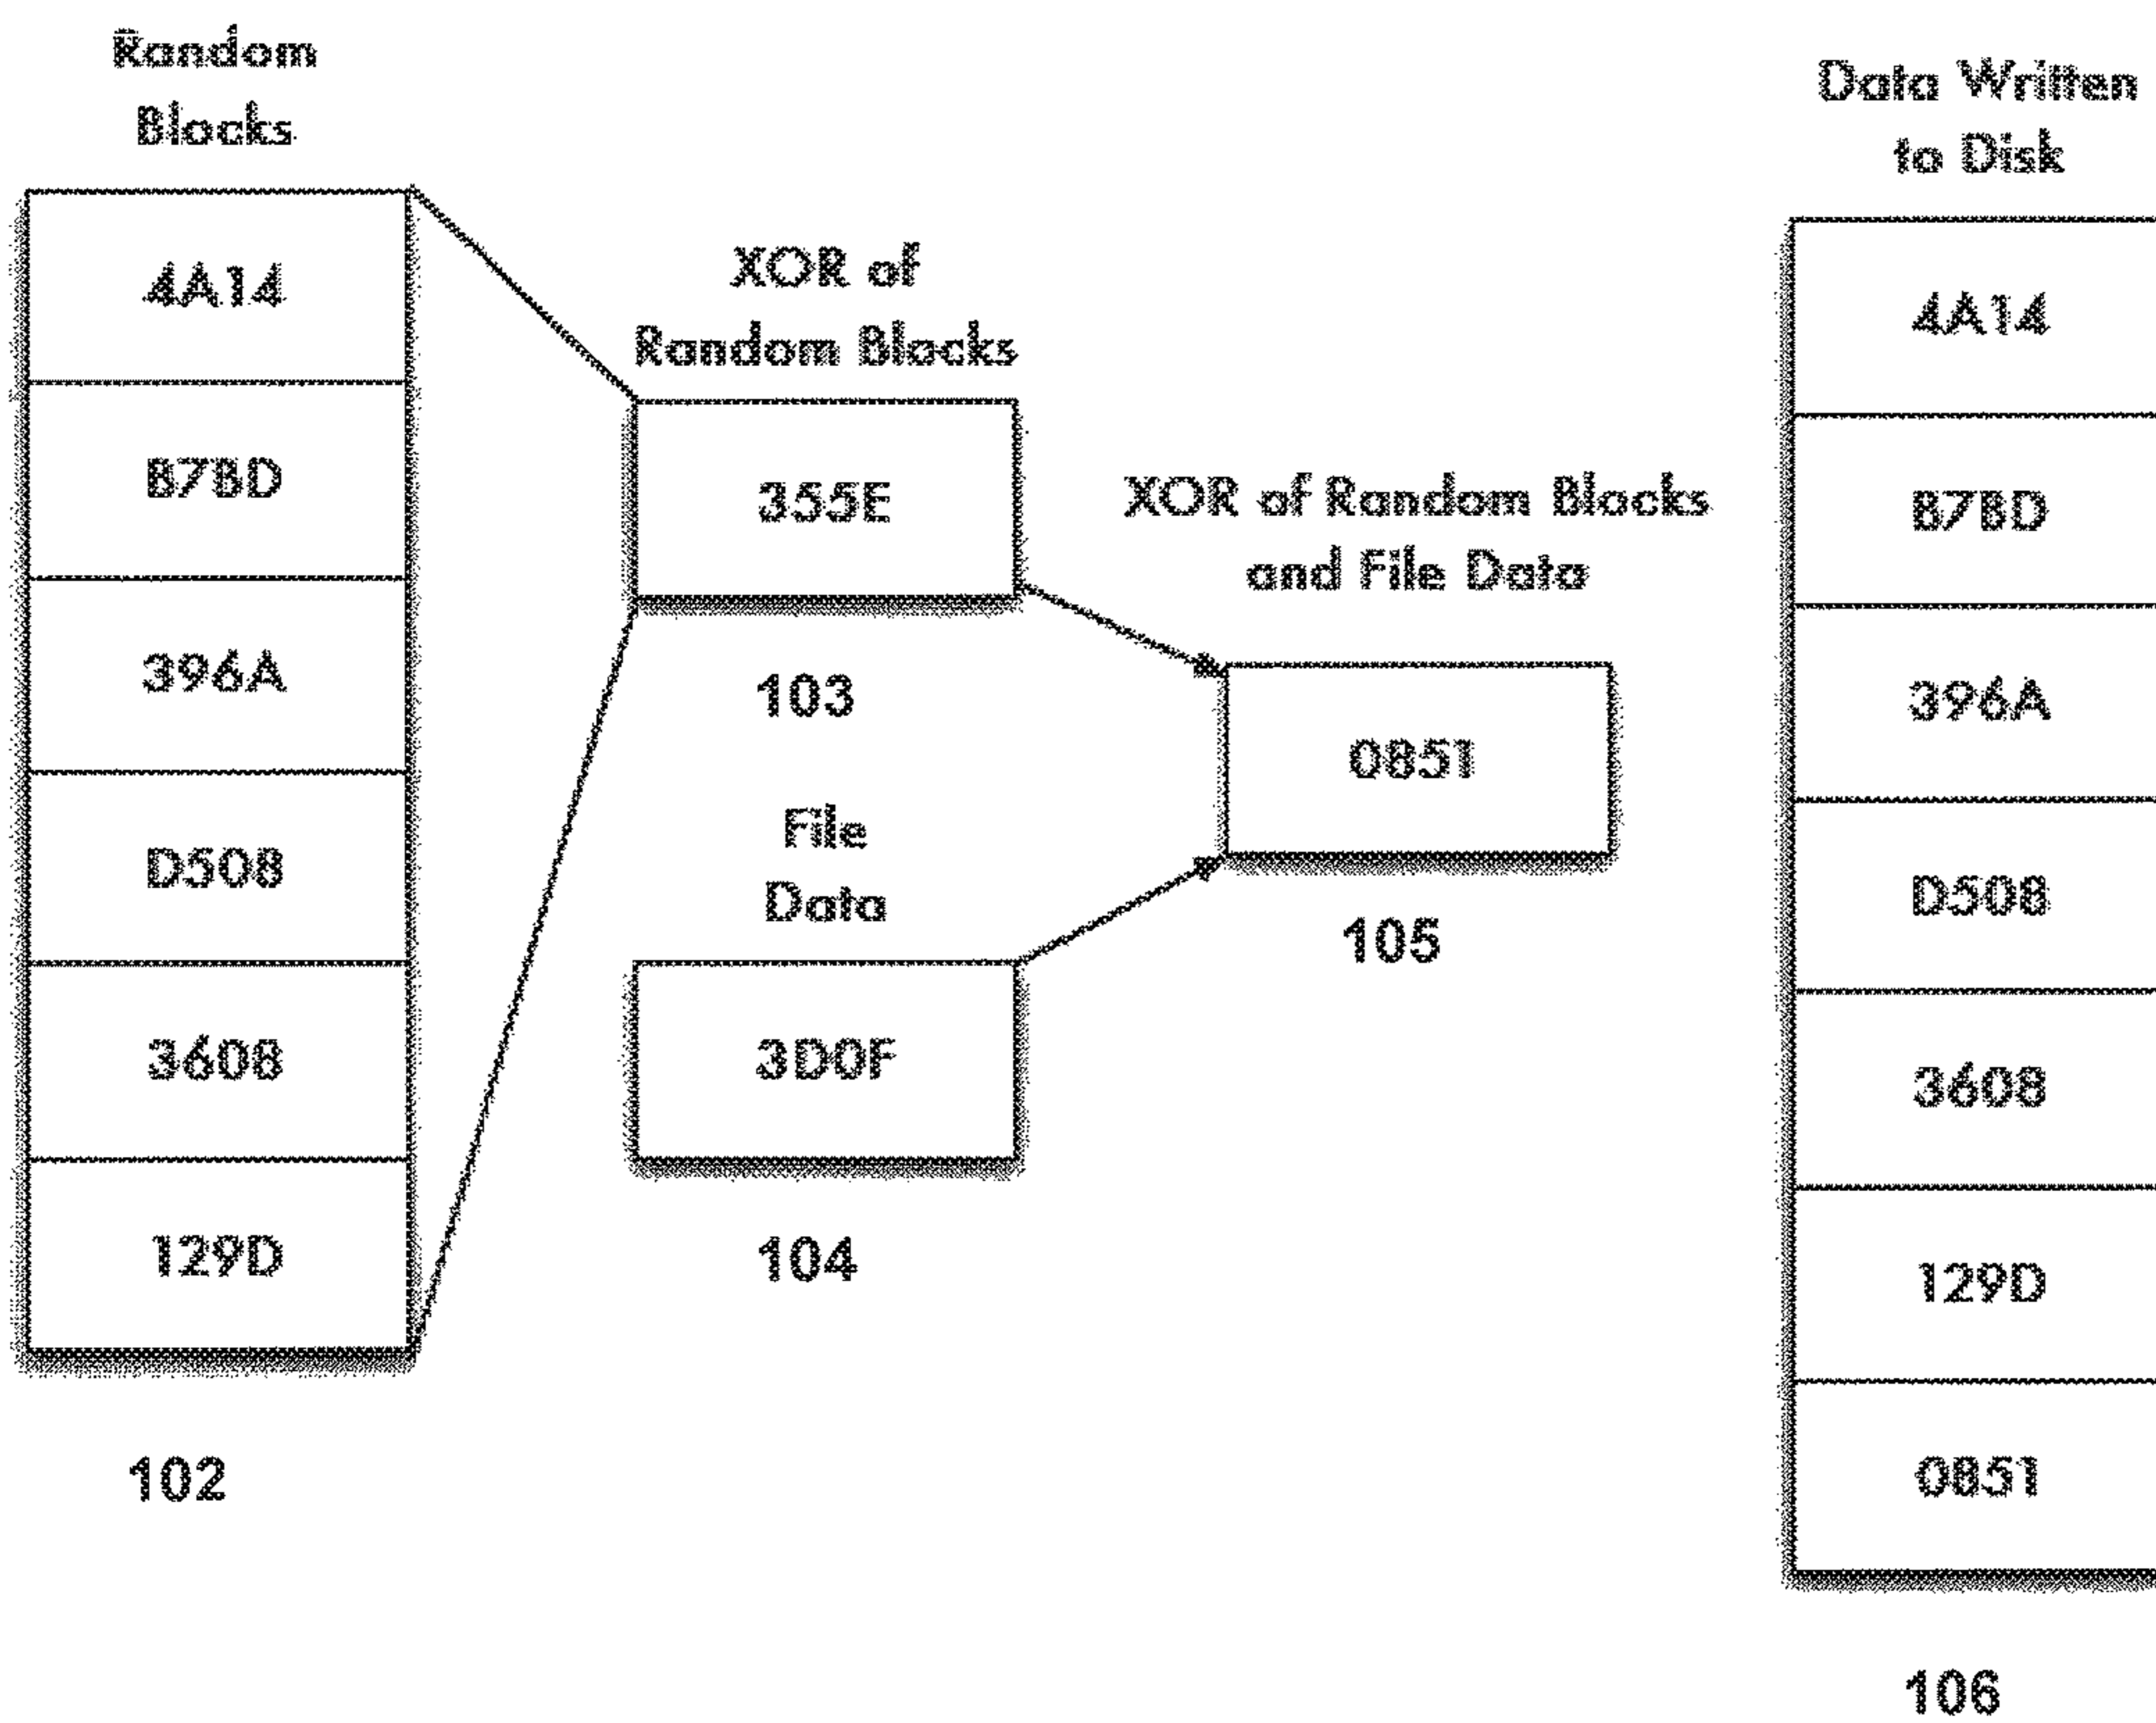 Random
Blocks
4A14
B7BD
396A
D508
3608
129D
102
XOR of
Random Blocks
355E
103
File
Data
3D0F
104
XOR of Random Blocks
and File Data
0851
105
Data Written
to Disk
4A14
B7BD
396A
D508
3608
129D
0851
106